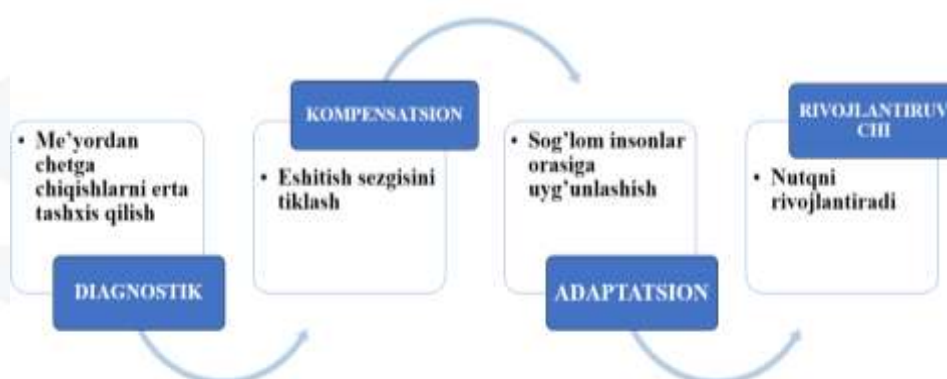 • Me’yordan
chetga
chiqishlarni erta
tashxis qilish
DIAGNOSTIK
KOMPENSATSION
• Eshitish sezgisini
tiklash
• Sog’lom insonlar
orasiga
uyg’unlashish
ADAPTATSION
RIVOJLANTIRUV
CHI
• Nutqni
rivojlantiradi